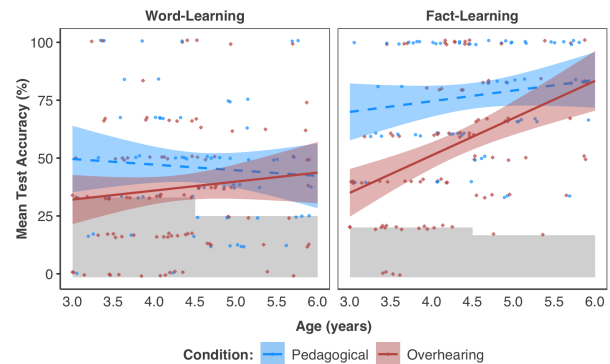 Word-Learning
Fact-Learning
Mean Test Accuracy (%)
100
75
50
25
0
3.0 3.5 4.0 4.5 5.0 5.5 6.0
3.0 3.5 4.0 4.5 5.0 5.5 6.0
Age (years)
Condition: Pedagogical Overhearing